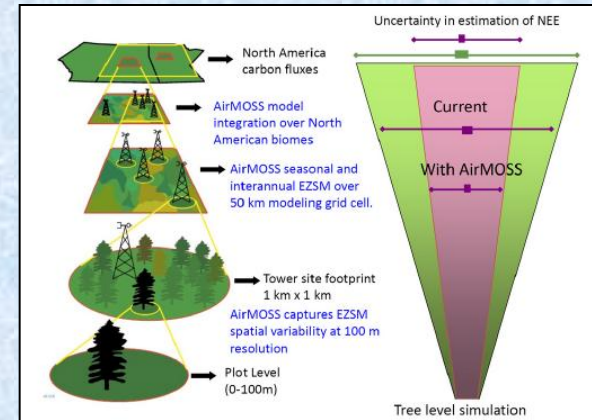 North America
carbon fluxes
AirMOSS model
integration over North
American biomes
AirMOSS seasonal and
interannual EZSM over
50 km modeling grid cell.
Tower site footprint
1 km x 1 km
AirMOSS captures EZSM
spatial variability at 100 m
resolution
Plot Level
(0-100m)
Uncertainty in estimation of NEE
Current
With AirMOSS
Tree level simulation